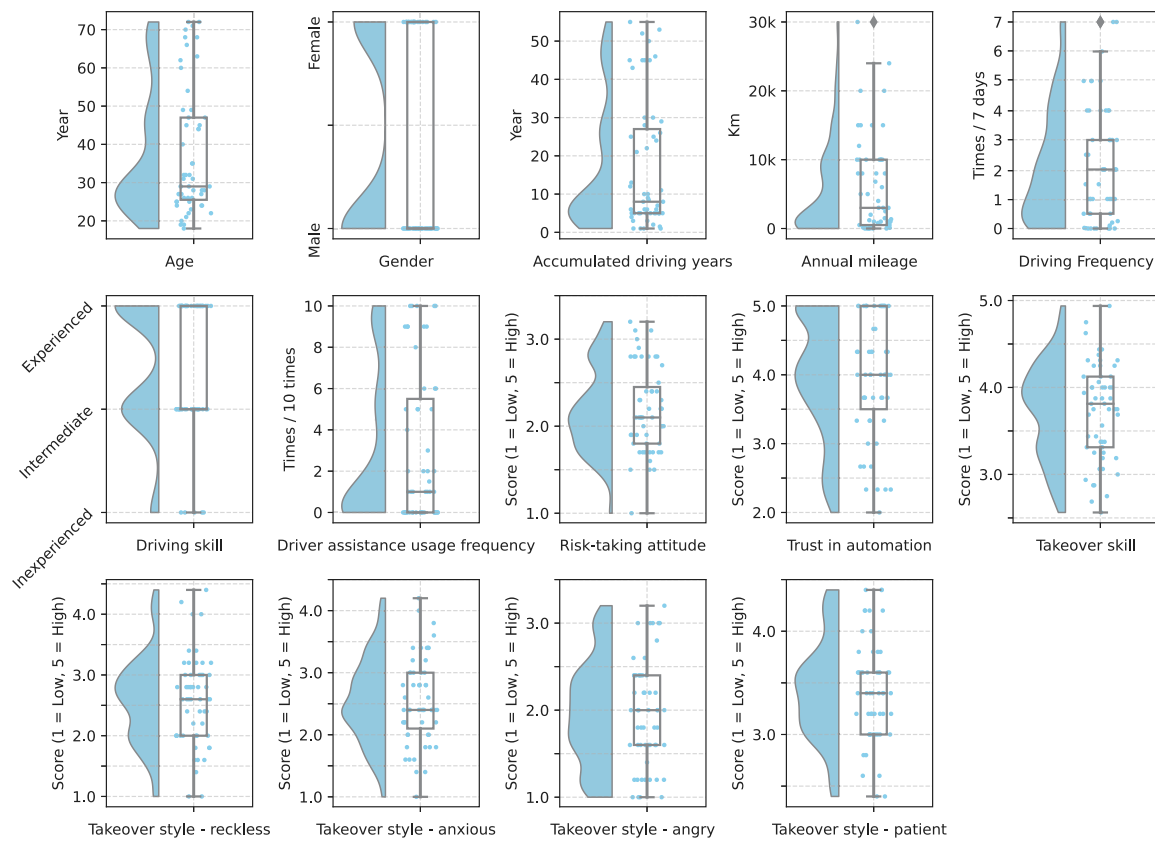 Year
70
60
50
40
30
20
Age
Female
Male
Gender
Year
50
40
30
20
10
0
Accumulated driving years
Km
30k
20k
10k
0
Annual mileage
Times / 7 days
7
6
5
4
3
2
1
0
Driving Frequency
Experienced
Intermediate
Inexperienced
Driving skill
Times / 10 times
10
8
6
4
2
0
Driver assistance usage frequency
Score (1 = Low, 5 = High)
3.0
2.0
1.0
Risk-taking attitude
Score (1 = Low, 5 = High)
5.0
4.0
3.0
2.0
Trust in automation
Score (1 = Low, 5 = High)
5.0
4.0
3.0
Takeover skill
Score (1 = Low, 5 = High)
4.0
3.0
2.0
1.0
Takeover style - reckless
Score (1 = Low, 5 = High)
4.0
3.0
2.0
1.0
Takeover style - anxious
Score (1 = Low, 5 = High)
3.0
2.0
1.0
Takeover style - angry
Score (1 = Low, 5 = High)
4.0
3.0
Takeover style - patient